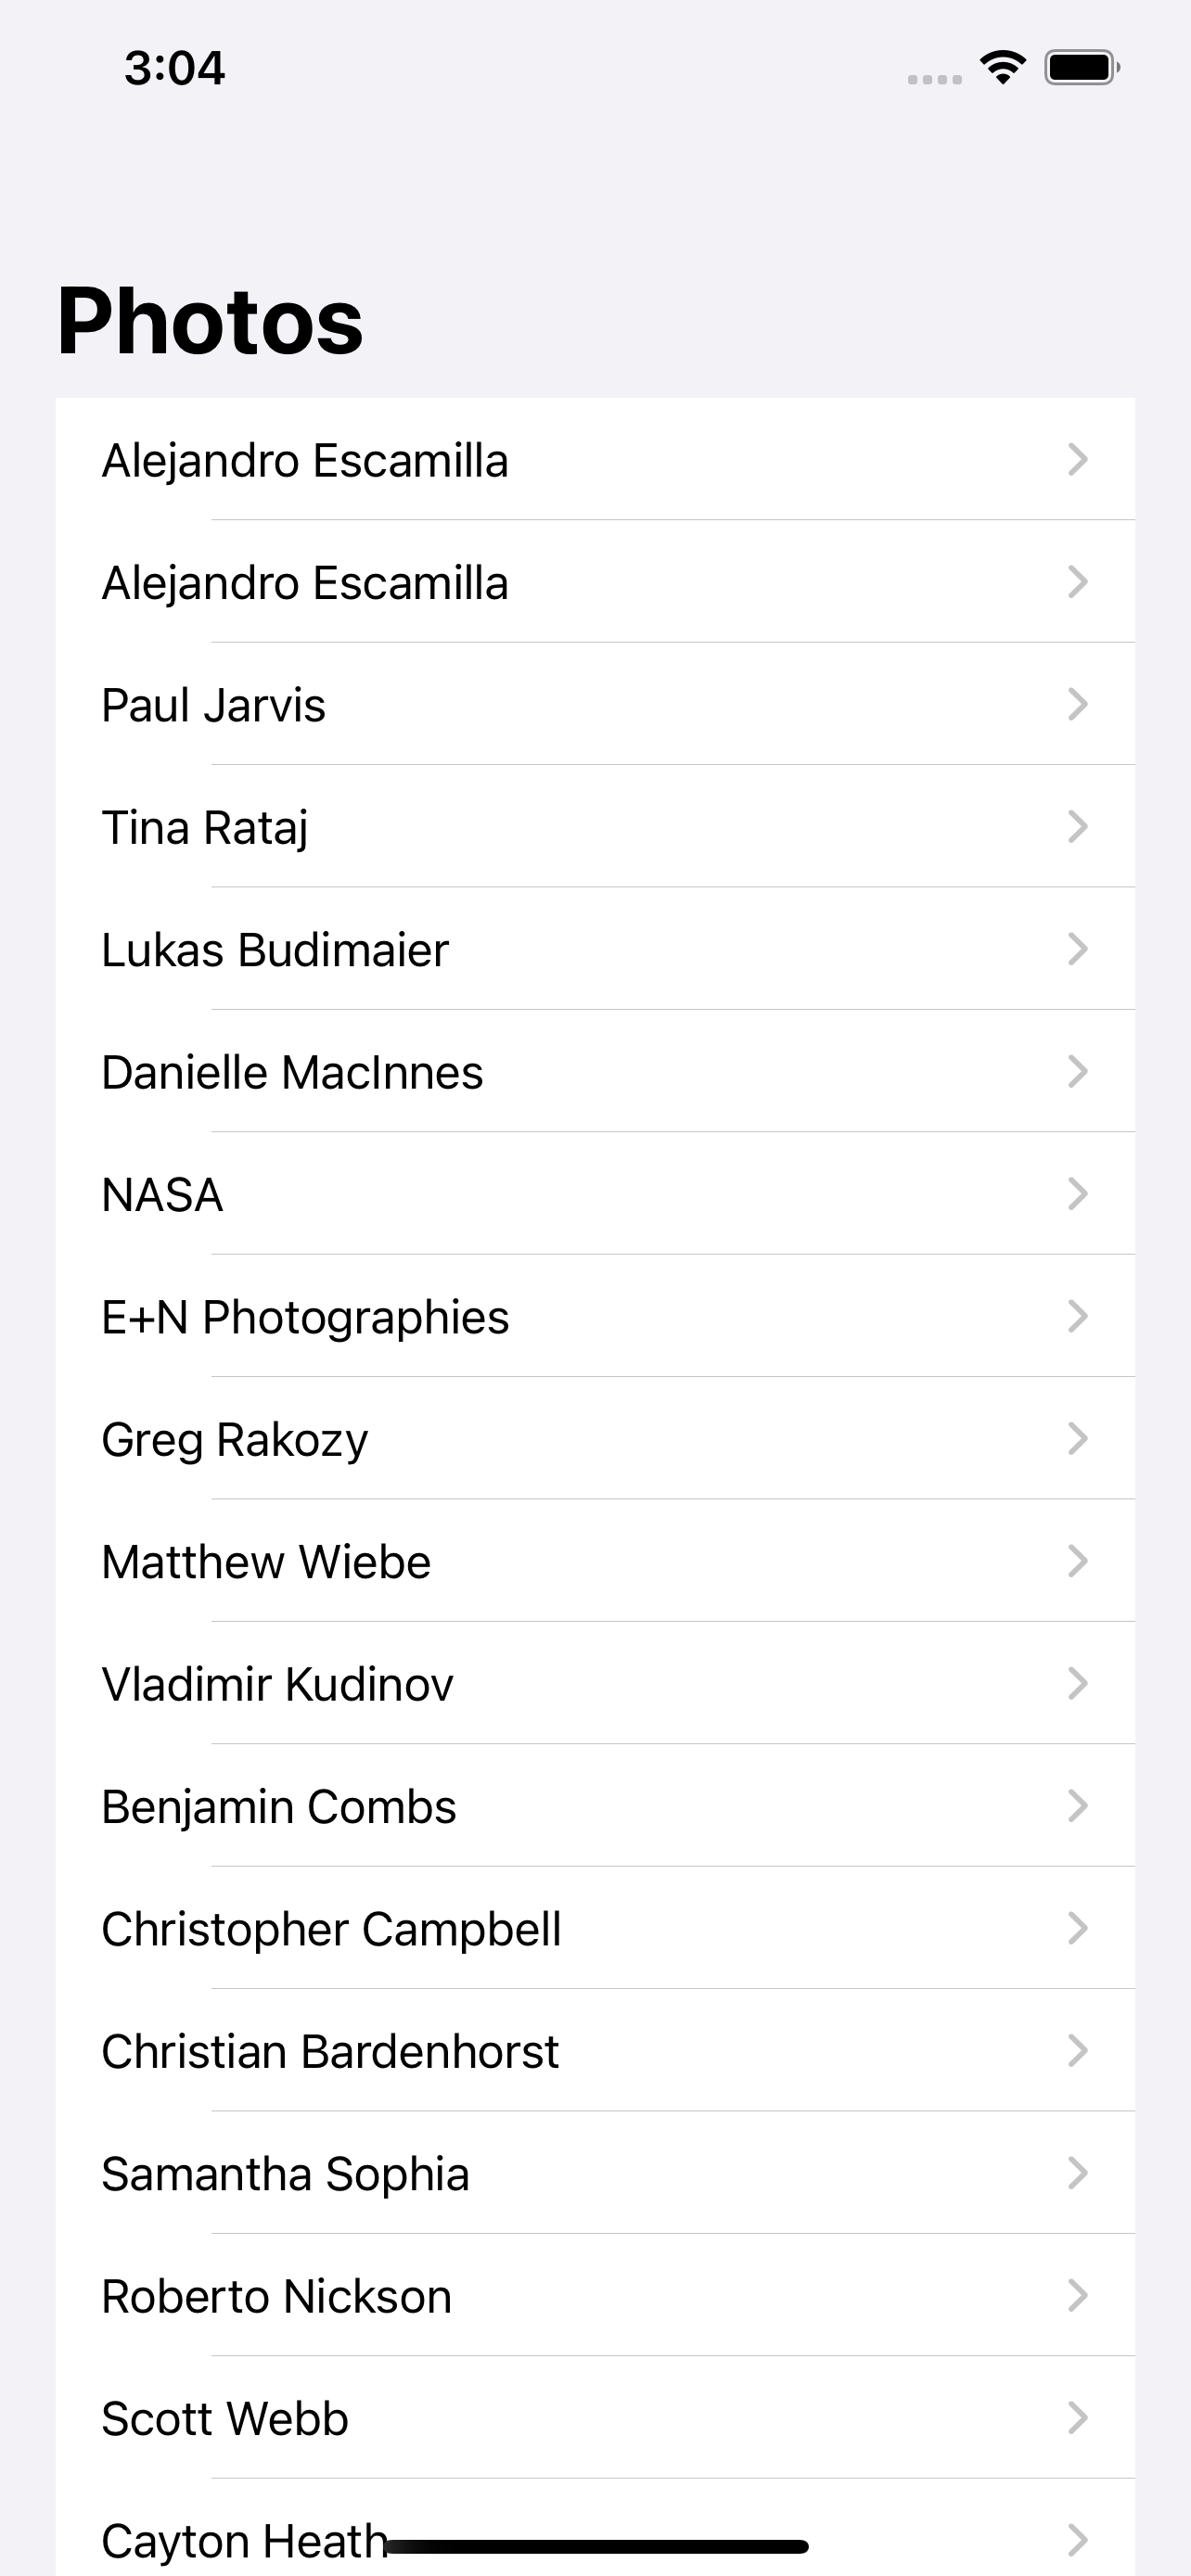 3:04
Photos
Alejandro Escamilla
Alejandro Escamilla
Paul Jarvis
Tina Rataj
Lukas Budimaier
Danielle MacInnes
NASA
E+N Photographies
Greg Rakozy
Matthew Wiebe
Vladimir Kudinov
Benjamin Combs
Christopher Campbell
Christian Bardenhorst
Samantha Sophia
Roberto Nickson
Scott Webb
Cayton Heath